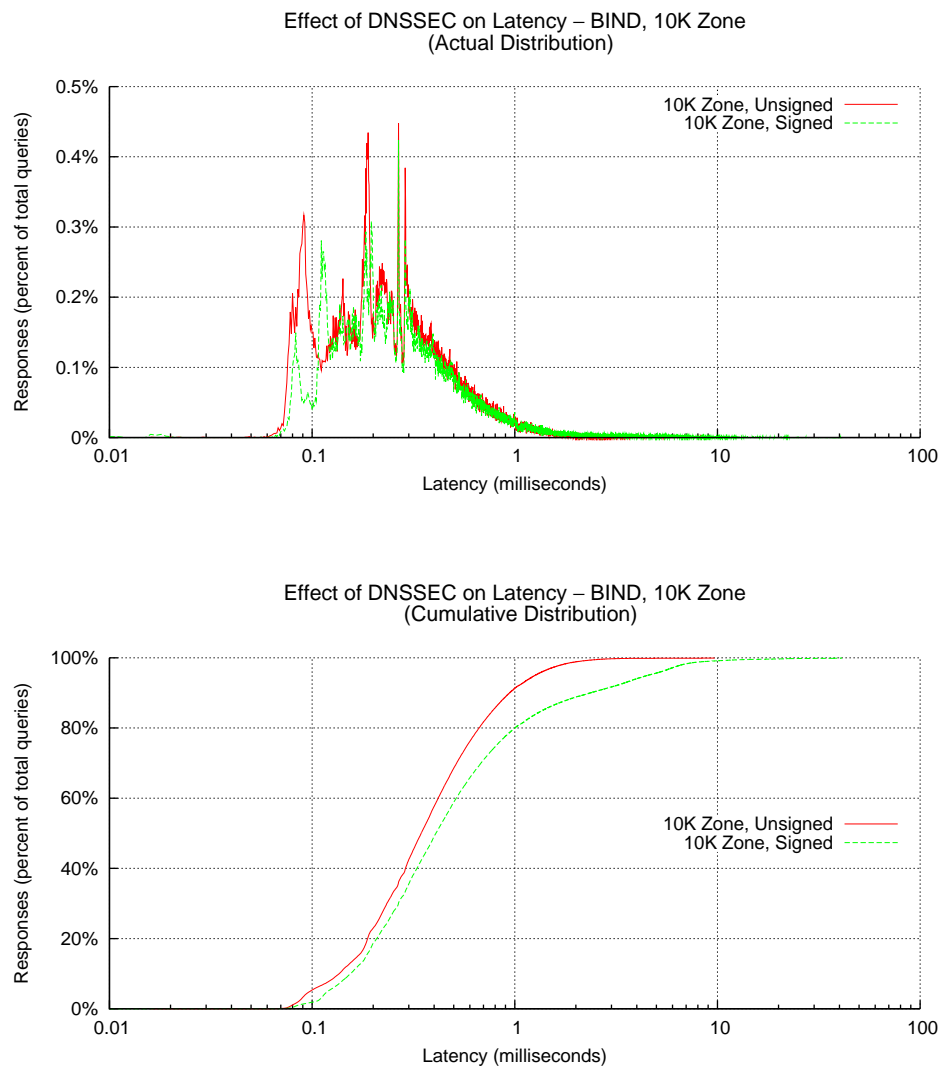 Effect of DNSSEC on Latency – BIND, 10K Zone
(Actual Distribution)
Responses (percent of total queries)
0.5%
0.4%
0.3%
0.2%
0.1%
0%
10K Zone, Unsigned
10K Zone, Signed
0.01 0.1 1 10 100
Latency (milliseconds)
Effect of DNSSEC on Latency – BIND, 10K Zone
(Cumulative Distribution)
Responses (percent of total queries)
100%
80%
60%
40%
20%
0%
10K Zone, Unsigned
10K Zone, Signed
0.01 0.1 1 10 100
Latency (milliseconds)